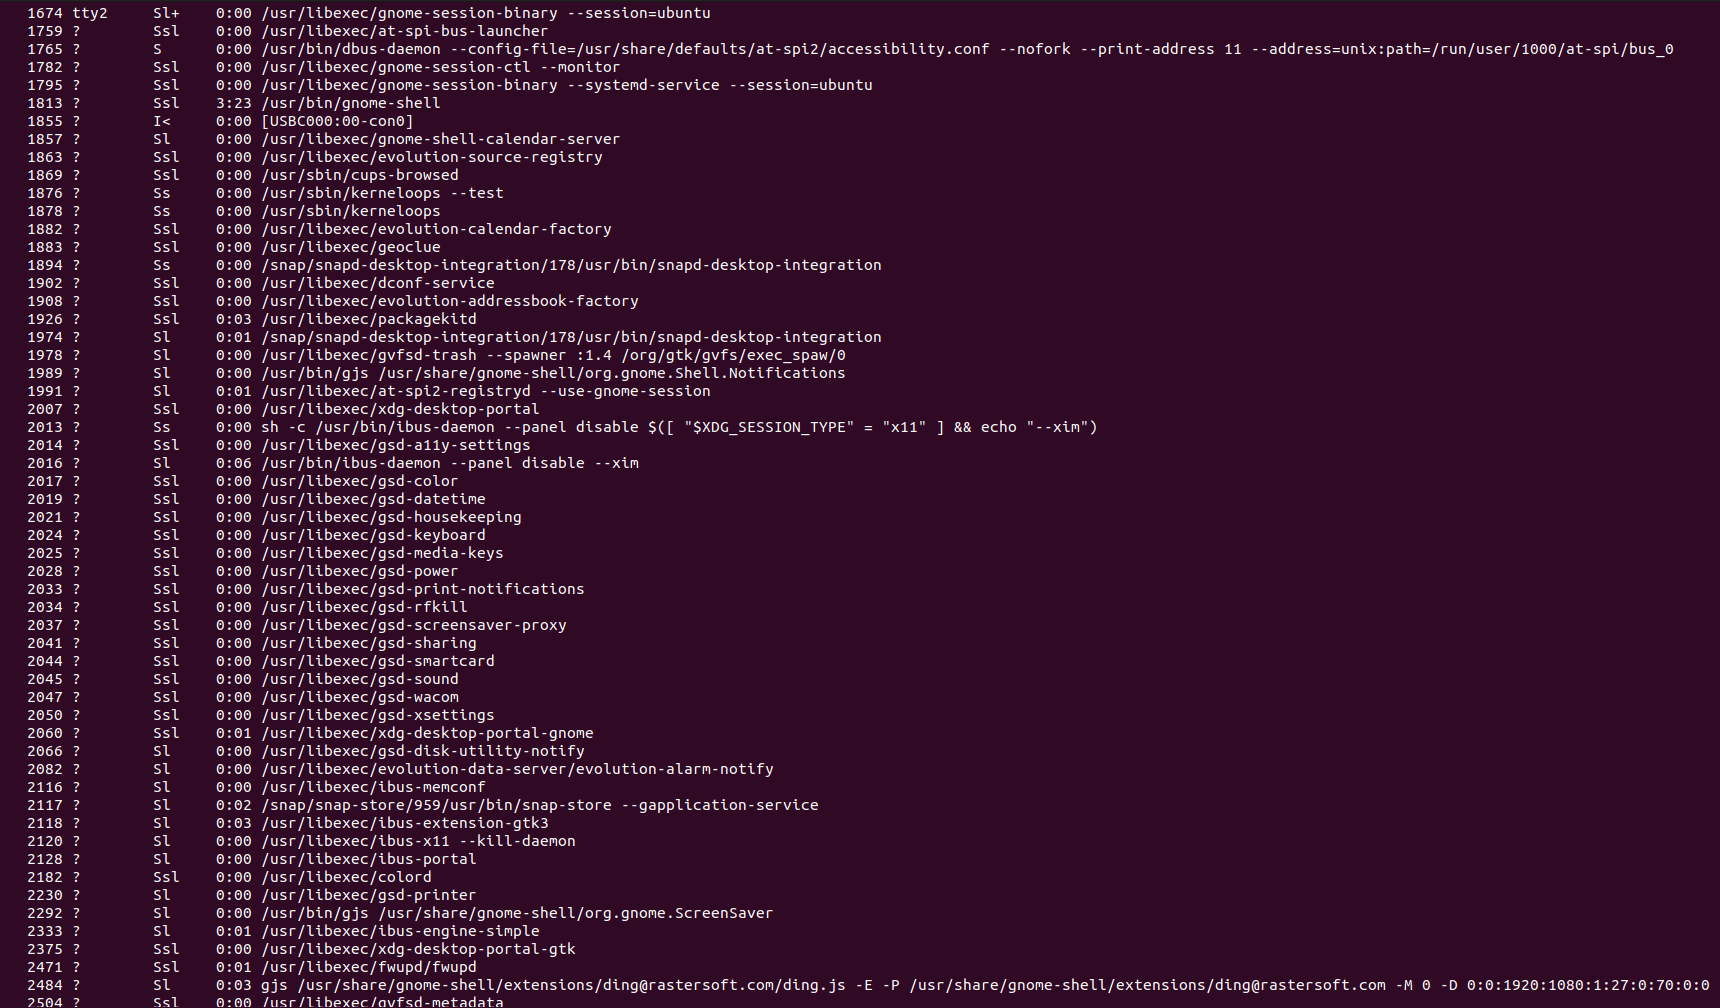 1674 tty2     Sl+    0:00 /usr/libexec/gnome-session-binary --session=ubuntu
1759 ?        Ssl    0:00 /usr/libexec/at-spi-bus-launcher
1765 ?        S      0:00 /usr/bin/dbus-daemon --config-file=/usr/share/defaults/at-spi2/accessibility.conf --nofork --print-address 11 --address=unix:path=/run/user/1000/at-spi/bus_0
1782 ?        Ssl    0:00 /usr/libexec/gnome-session-ctl --monitor
1795 ?        Ssl    0:00 /usr/libexec/gnome-session-binary --systemd-service --session=ubuntu
1813 ?        Ssl    3:23 /usr/bin/gnome-shell
1855 ?        I<     0:00 [USBC000:00-con0]
1857 ?        Sl     0:00 /usr/libexec/gnome-shell-calendar-server
1863 ?        Ssl    0:00 /usr/libexec/evolution-source-registry
1869 ?        Ssl    0:00 /usr/sbin/cups-browsed
1876 ?        Ss     0:00 /usr/sbin/kerneloops --test
1878 ?        Ss     0:00 /usr/sbin/kerneloops
1882 ?        Ssl    0:00 /usr/libexec/evolution-calendar-factory
1883 ?        Ssl    0:00 /usr/libexec/geoclue
1894 ?        Ss     0:00 /snap/snapd-desktop-integration/178/usr/bin/snapd-desktop-integration
1902 ?        Ssl    0:00 /usr/libexec/dconf-service
1908 ?        Ssl    0:00 /usr/libexec/evolution-addressbook-factory
1926 ?        Ssl    0:03 /usr/libexec/packagekitd
1974 ?        Sl     0:01 /snap/snapd-desktop-integration/178/usr/bin/snapd-desktop-integration
1978 ?        Sl     0:00 /usr/libexec/gvfsd-trash --spawner :1.4 /org/gtk/gvfs/exec_spaw/0
1989 ?        Sl     0:00 /usr/bin/gjs /usr/share/gnome-shell/org.gnome.Shell.Notifications
1991 ?        Sl     0:01 /usr/libexec/at-spi2-registryd --use-gnome-session
2007 ?        Ssl    0:00 /usr/libexec/xdg-desktop-portal
2013 ?        Ss     0:00 sh -c /usr/bin/ibus-daemon --panel disable $([ "$XDG_SESSION_TYPE" = "x11" ] && echo "--xim")
2014 ?        Ssl    0:00 /usr/libexec/gsd-a11y-settings
2016 ?        Sl     0:06 /usr/bin/ibus-daemon --panel disable --xim
2017 ?        Ssl    0:00 /usr/libexec/gsd-color
2019 ?        Ssl    0:00 /usr/libexec/gsd-datetime
2021 ?        Ssl    0:00 /usr/libexec/gsd-housekeeping
2024 ?        Ssl    0:00 /usr/libexec/gsd-keyboard
2025 ?        Ssl    0:00 /usr/libexec/gsd-media-keys
2028 ?        Ssl    0:00 /usr/libexec/gsd-power
2033 ?        Ssl    0:00 /usr/libexec/gsd-print-notifications
2034 ?        Ssl    0:00 /usr/libexec/gsd-rfkill
2037 ?        Ssl    0:00 /usr/libexec/gsd-screensaver-proxy
2041 ?        Ssl    0:00 /usr/libexec/gsd-sharing
2044 ?        Ssl    0:00 /usr/libexec/gsd-smartcard
2045 ?        Ssl    0:00 /usr/libexec/gsd-sound
2047 ?        Ssl    0:00 /usr/libexec/gsd-wacom
2050 ?        Ssl    0:00 /usr/libexec/gsd-xsettings
2060 ?        Ssl    0:01 /usr/libexec/xdg-desktop-portal-gnome
2066 ?        Sl     0:00 /usr/libexec/gsd-disk-utility-notify
2082 ?        Sl     0:00 /usr/libexec/evolution-data-server/evolution-alarm-notify
2116 ?        Sl     0:00 /usr/libexec/ibus-memconf
2117 ?        Sl     0:02 /snap/snap-store/959/usr/bin/snap-store --gapplication-service
2118 ?        Sl     0:03 /usr/libexec/ibus-extension-gtk3
2120 ?        Sl     0:00 /usr/libexec/ibus-x11 --kill-daemon
2128 ?        Sl     0:00 /usr/libexec/ibus-portal
2182 ?        Ssl    0:00 /usr/libexec/colord
2230 ?        Sl     0:00 /usr/libexec/gsd-printer
2292 ?        Sl     0:00 /usr/bin/gjs /usr/share/gnome-shell/org.gnome.ScreenSaver
2333 ?        Sl     0:01 /usr/libexec/ibus-engine-simple
2375 ?        Ssl    0:00 /usr/libexec/xdg-desktop-portal-gtk
2471 ?        Ssl    0:01 /usr/libexec/fwupd/fwupd
2484 ?        Sl     0:03 gjs /usr/share/gnome-shell/extensions/ding@rastersoft.com/ding.js -E -P /usr/share/gnome-shell/extensions/ding@rastersoft.com -M 0 -D 0:0:1920:1080:1:27:0:70:0:0
2504 ?        Ssl    0:00 /usr/libexec/gvfsd-metadata